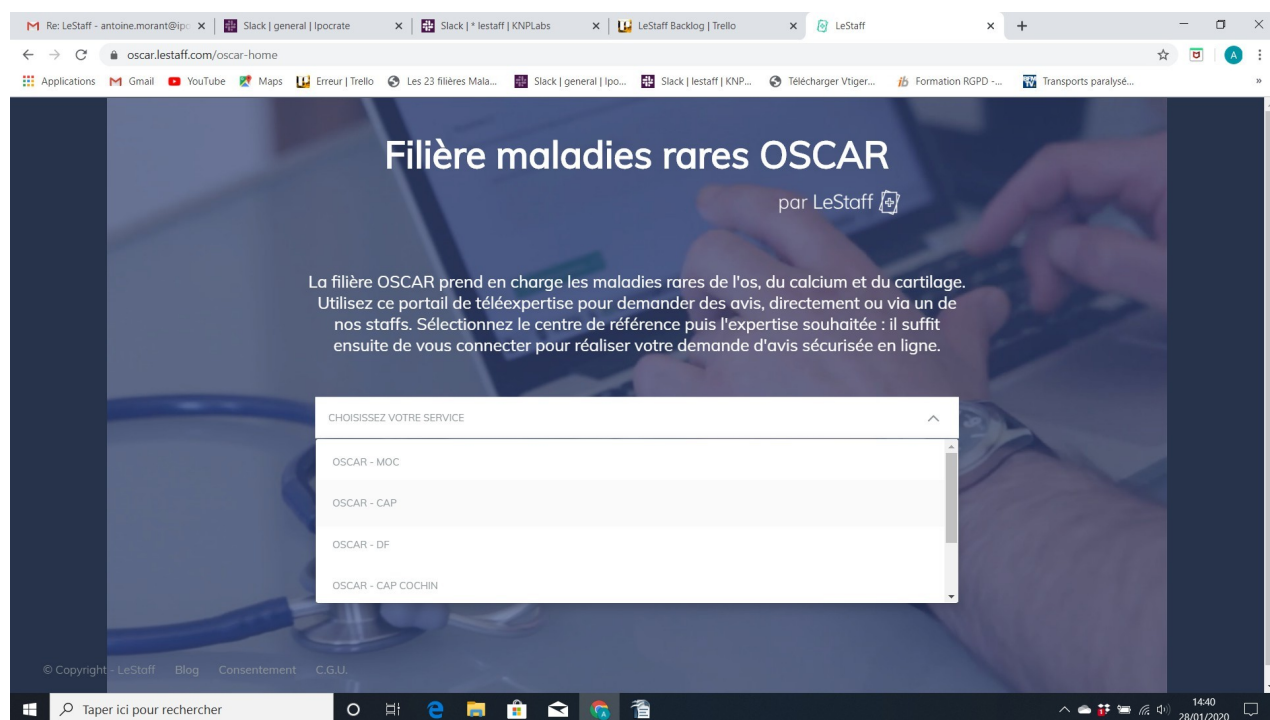 Re: LeStaff - antoine.morant@ipo
Slack | general | Ipocrate
Slack | * lestaff | KNPLabs
LeStaff Backlog | Trello
LeStaff
oscar.lestaff.com/oscar-home
A
Applications
Gmail
YouTube
Maps
Erreur | Trello
Les 23 filières Mala...
Slack | general | Ipo...
Slack | lestaff | KNP...
Télécharger Vtiger...
Formation RGPD -...
Transports paralysé...
»
Filière maladies rares OSCAR
par LeStaff
La filière OSCAR prend en charge les maladies rares de l'os, du calcium et du cartilage.
Utilisez ce portail de téléexpertise pour demander des avis, directement ou via un de
nos staffs. Sélectionnez le centre de référence puis l'expertise souhaitée : il suffit
ensuite de vous connecter pour réaliser votre demande d'avis sécurisée en ligne.
CHOISISSEZ VOTRE SERVICE
OSCAR - MOC
OSCAR - CAP
OSCAR - DF
OSCAR - CAP COCHIN
© Copyright - LeStaff Blog Consentement C.G.U.
Taper ici pour rechercher
14:40
28/01/2020